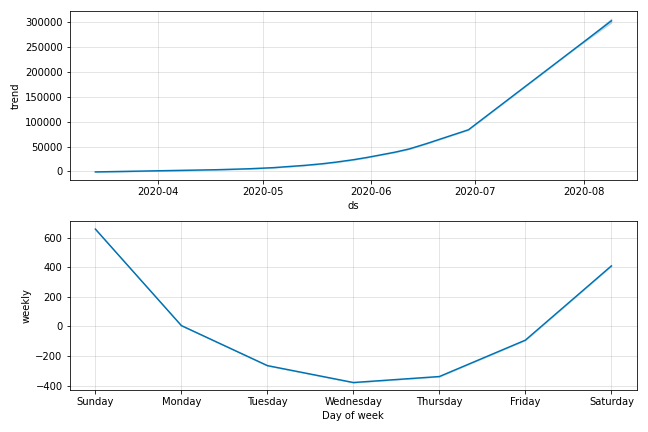 300000
250000
200000
150000
100000
50000
0
trend
2020-04 2020-05 2020-06 2020-07 2020-08
ds
600
400
200
0
−200
−400
weekly
Sunday Monday Tuesday Wednesday Thursday Friday Saturday
Day of week